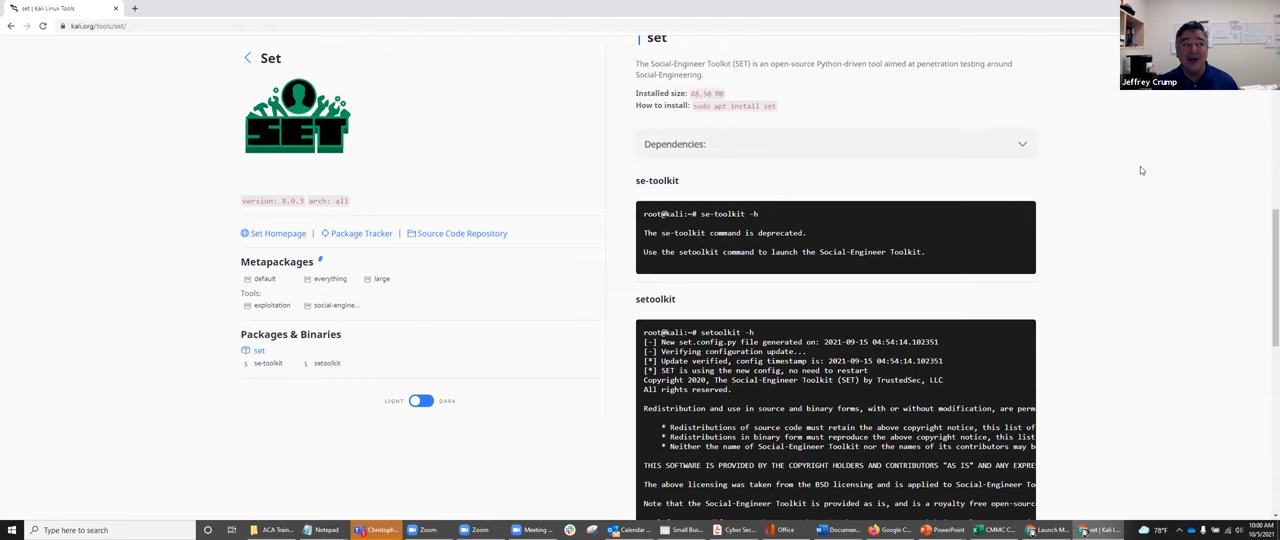 set | Kali Linux Tools
kali.org/tools/set/
Jeffrey Crump
Set
SET
version: 8.0.3 arch: all
Set Homepage | Package Tracker | Source Code Repository
Metapackages
default everything large
Tools:
exploitation social-engine...
Packages & Binaries
set
$ se-toolkit $ setoolkit
LIGHT DARK
set
The Social-Engineer Toolkit (SET) is an open-source Python-driven tool aimed at penetration testing around
Social-Engineering.
Installed size: 48.50 MB
How to install: sudo apt install set
Dependencies:
se-toolkit
root@kali:~# se-toolkit -h
The se-toolkit command is deprecated.
Use the setoolkit command to launch the Social-Engineer Toolkit.
setoolkit
root@kali:~# setoolkit -h
[-] New set.config.py file generated on: 2021-09-15 04:54:14.102351
[-] Verifying configuration update...
[*] Update verified, config timestamp is: 2021-09-15 04:54:14.102351
[*] SET is using the new config, no need to restart
Copyright 2020, The Social-Engineer Toolkit (SET) by TrustedSec, LLC
All rights reserved.
Redistribution and use in source and binary forms, with or without modification, are perm
* Redistributions of source code must retain the above copyright notice, this list of
* Redistributions in binary form must reproduce the above copyright notice, this list
* Neither the name of Social-Engineer Toolkit nor the names of its contributors may b
THIS SOFTWARE IS PROVIDED BY THE COPYRIGHT HOLDERS AND CONTRIBUTORS "AS IS" AND ANY EXPRE
The above licensing was taken from the BSD licensing and is applied to Social-Engineer To
Note that the Social-Engineer Toolkit is provided as is, and is a royalty free open-sourc
Type here to search
ACA Train... Notepad Christoph... Zoom Zoom Meeting ... Calendar ... Small Bus... Cyber Sec... Office Documen... Google C... PowerPoint CMMC C... Launch M... set | Kali L...
78°F
10:00 AM
10/5/2021